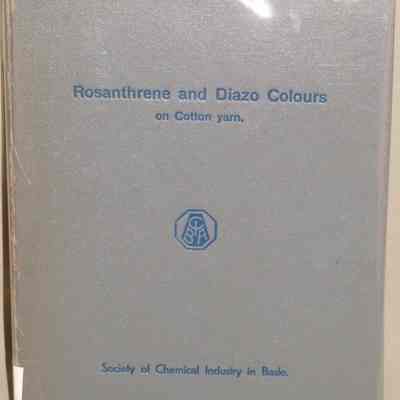 Rosanthrene and Diazo Colours
on Cotton yarn.
Society of Chemical Industry in Basle.